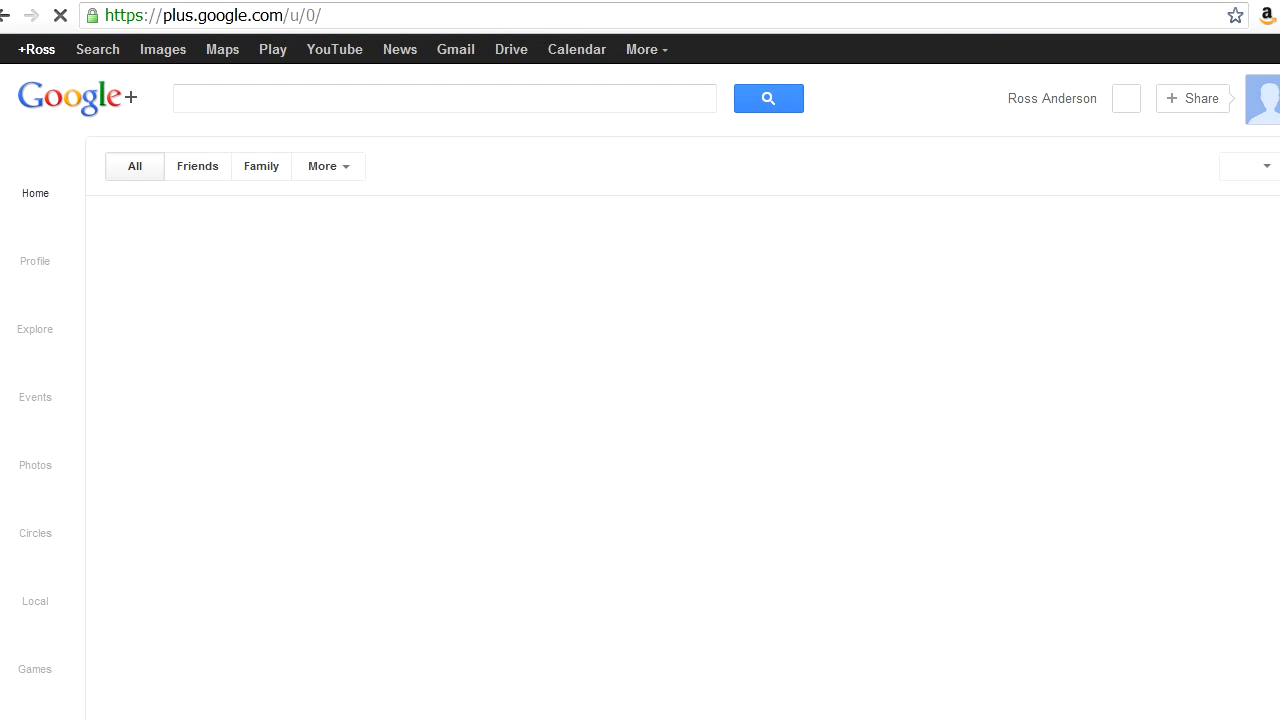 https://plus.google.com/u/0/
+Ross Search Images Maps Play YouTube News Gmail Drive Calendar More
Google+
Ross Anderson + Share
All Friends Family More
Home
Profile
Explore
Events
Photos
Circles
Local
Games